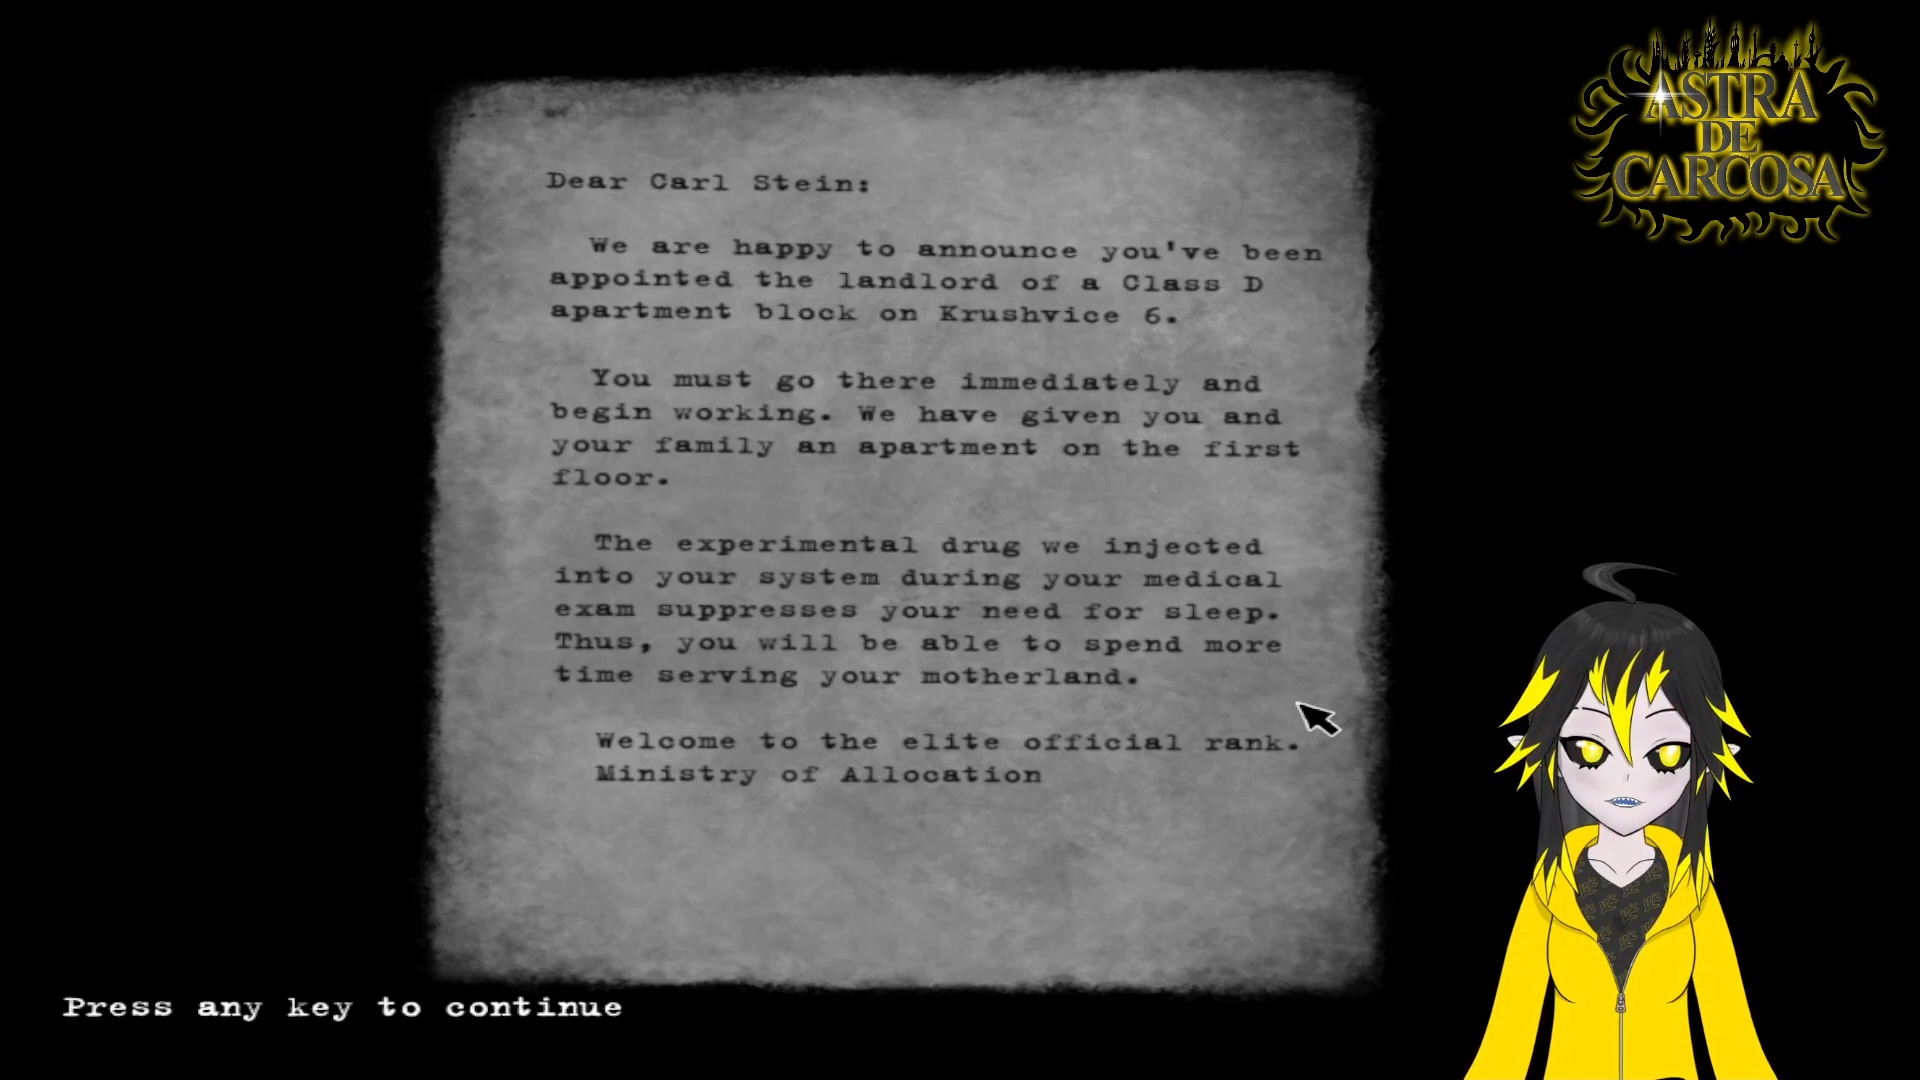 ASTRA
DE
CARCOSA
Dear Carl Stein:
We are happy to announce you've been
appointed the landlord of a Class D
apartment block on Krushvice 6.
You must go there immediately and
begin working. We have given you and
your family an apartment on the first
floor.
The experimental drug we injected
into your system during your medical
exam suppresses your need for sleep.
Thus, you will be able to spend more
time serving your motherland.
Welcome to the elite official rank.
Ministry of Allocation
Press any key to continue